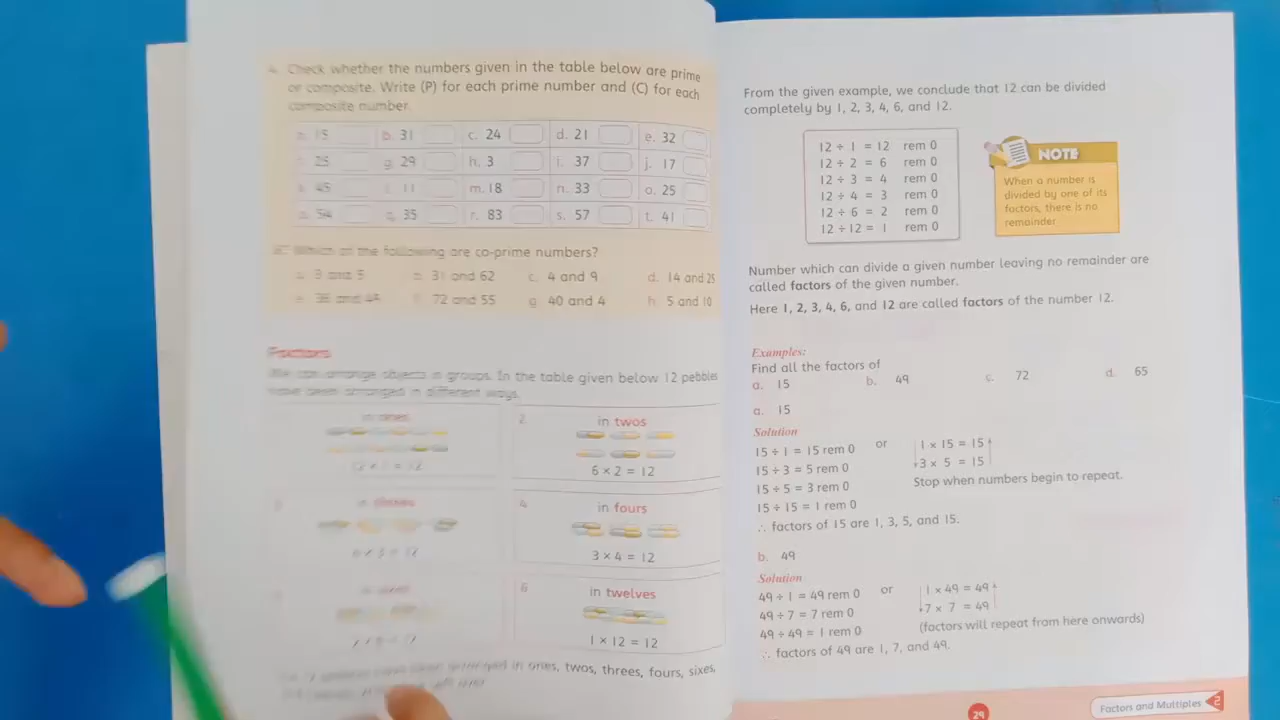 4. Check whether the numbers given in the table below are prime
or composite. Write (P) for each prime number and (C) for each
composite number.
a. 15 b. 31 c. 24 d. 21 e. 32
25 g. 29 h. 3 i. 37 j. 17
45 11 m. 18 n. 33 o. 25
54 35 r. 83 s. 57 t. 41
Which of the following are co-prime numbers?
a. 3 and 5 31 and 62 c. 4 and 9 d. 14 and 25
72 and 55 g. 40 and 4 h. 5 and 10
Factors
We can arrange objects in groups. In the table given below 12 pebbles
have been arranged in different ways.
in ones
2. in twos
6 × 2 = 12
4 in fours
3 × 4 = 12
6 in twelves
1 × 12 = 12
arranged in ones, twos, threes, fours, sixes,
From the given example, we conclude that 12 can be divided
completely by 1, 2, 3, 4, 6, and 12.
12 ÷ 1 = 12 rem 0
12 ÷ 2 = 6 rem 0
12 ÷ 3 = 4 rem 0
12 ÷ 4 = 3 rem 0
12 ÷ 6 = 2 rem 0
12 ÷ 12 = 1 rem 0
NOTE
When a number is
divided by one of its
factors, there is no
remainder
Number which can divide a given number leaving no remainder are
called factors of the given number.
Here 1, 2, 3, 4, 6, and 12 are called factors of the number 12.
Examples:
Find all the factors of
a. 15 b. 49 c. 72 d. 65
a. 15
Solution
15 ÷ 1 = 15 rem 0 or 1 × 15 = 15
15 ÷ 3 = 5 rem 0 3 × 5 = 15
15 ÷ 5 = 3 rem 0 Stop when numbers begin to repeat.
15 ÷ 15 = 1 rem 0
∴ factors of 15 are 1, 3, 5, and 15.
b. 49
Solution
49 ÷ 1 = 49 rem 0 or 1 × 49 = 49
49 ÷ 7 = 7 rem 0 7 × 7 = 49
49 ÷ 49 = 1 rem 0 (factors will repeat from here onwards)
∴ factors of 49 are 1, 7, and 49.
29 Factors and Multiples 2